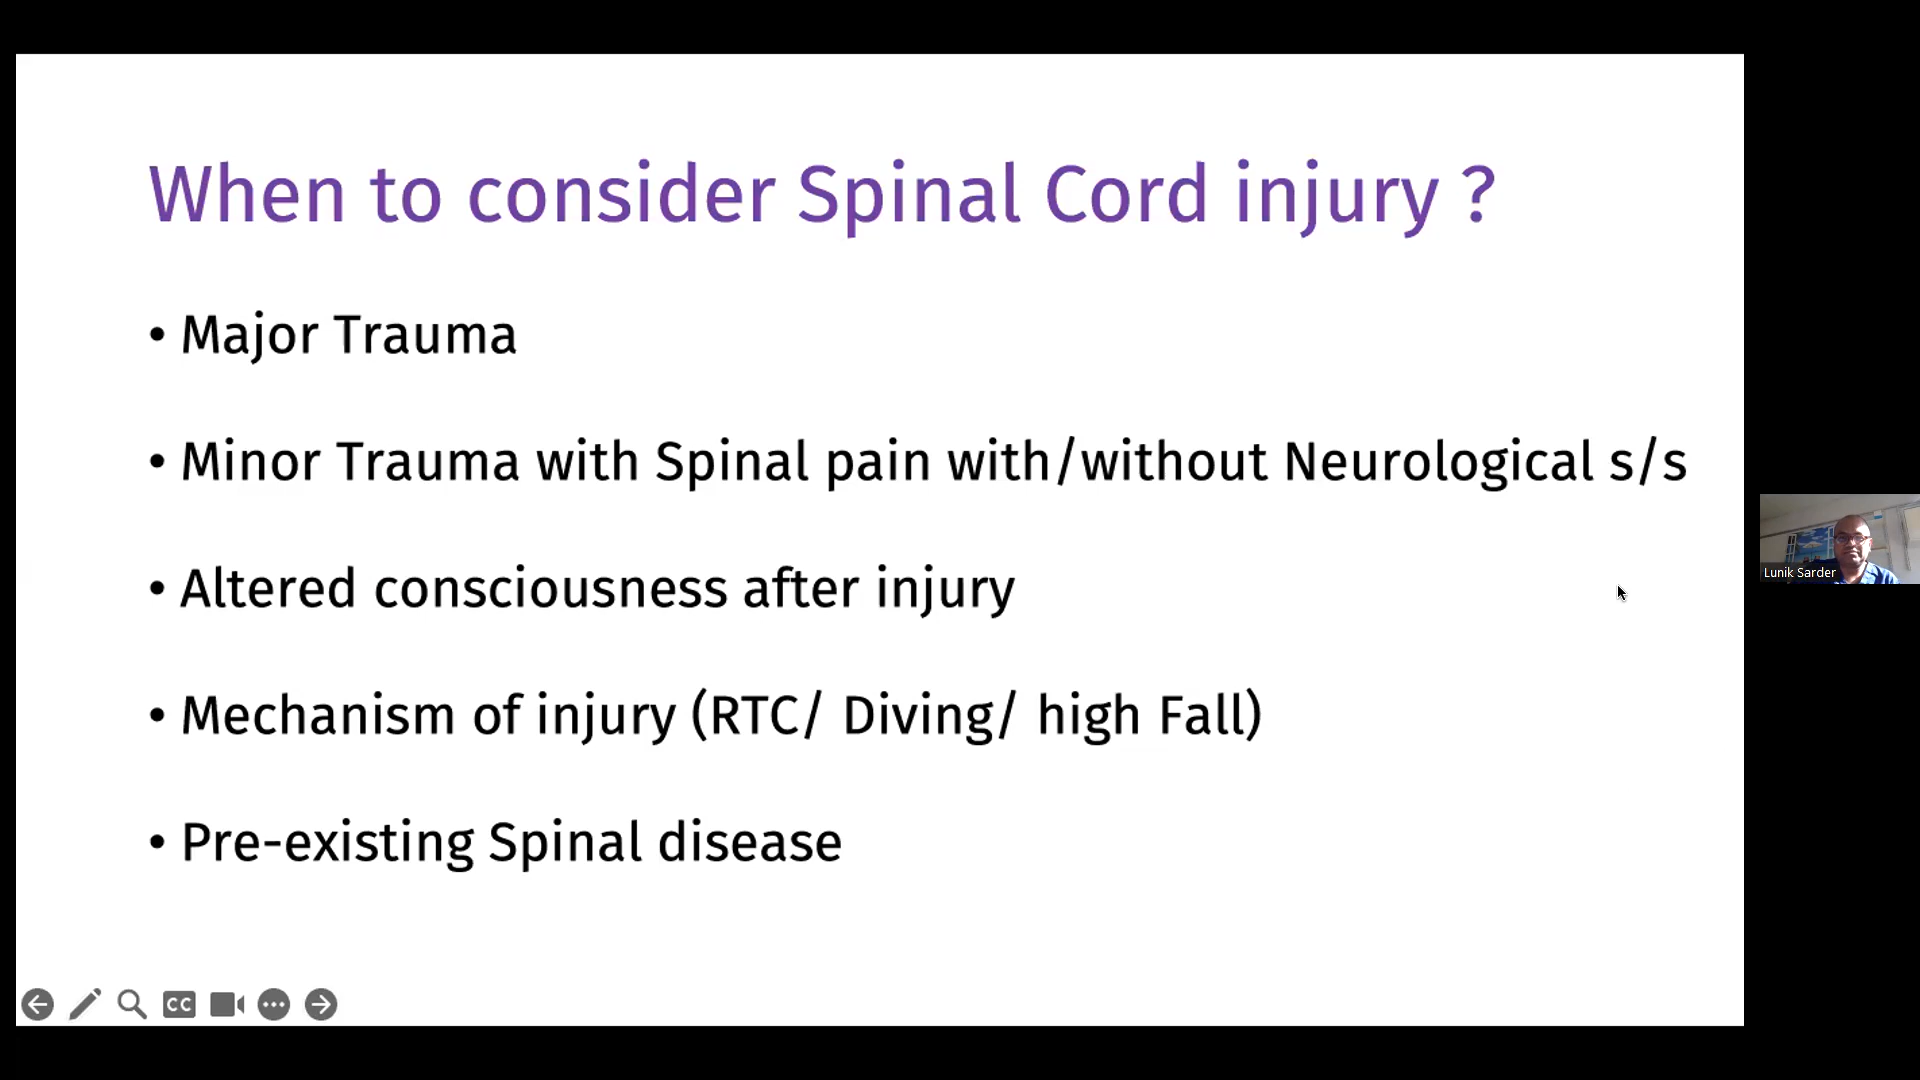 When to consider Spinal Cord injury ?
• Major Trauma
• Minor Trauma with Spinal pain with/without Neurological s/s
• Altered consciousness after injury
• Mechanism of injury (RTC/ Diving/ high Fall)
• Pre-existing Spinal disease
Lunik Sarder
CC